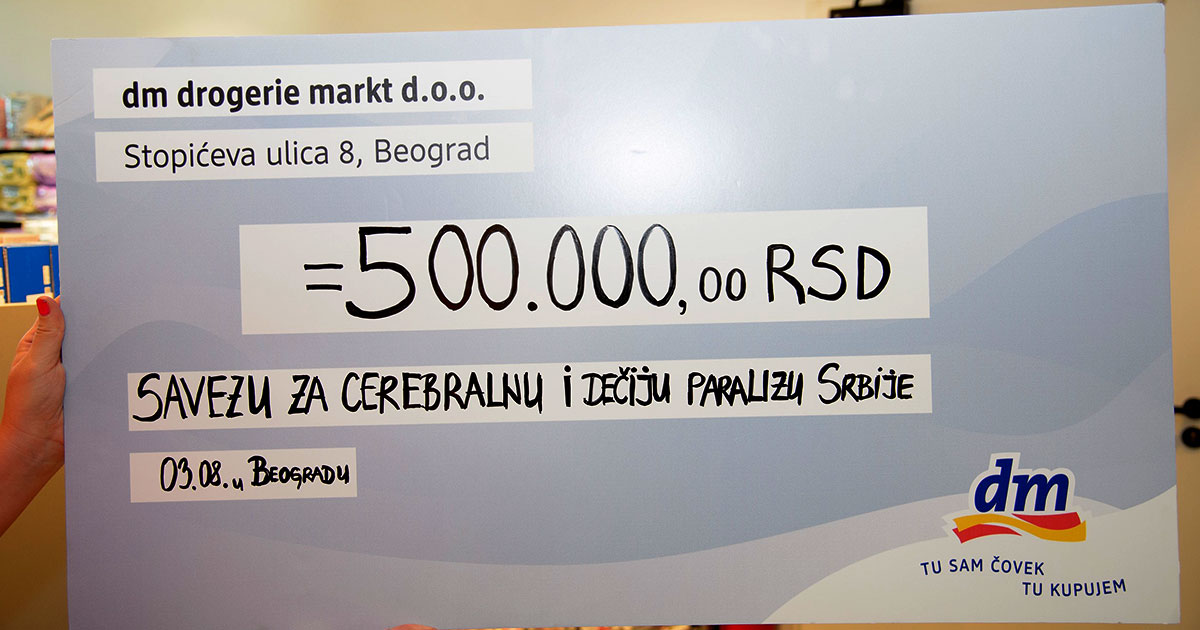 dm drogerie markt d.o.o.
Stopićeva ulica 8, Beograd
=500.000,00 RSD
SAVEZU ZA CEREBRALNU i DEČIJU PARALIZU SRBIJE
03.08. u BEOGRADU
dm
TU SAM ČOVEK
TU KUPUJEM